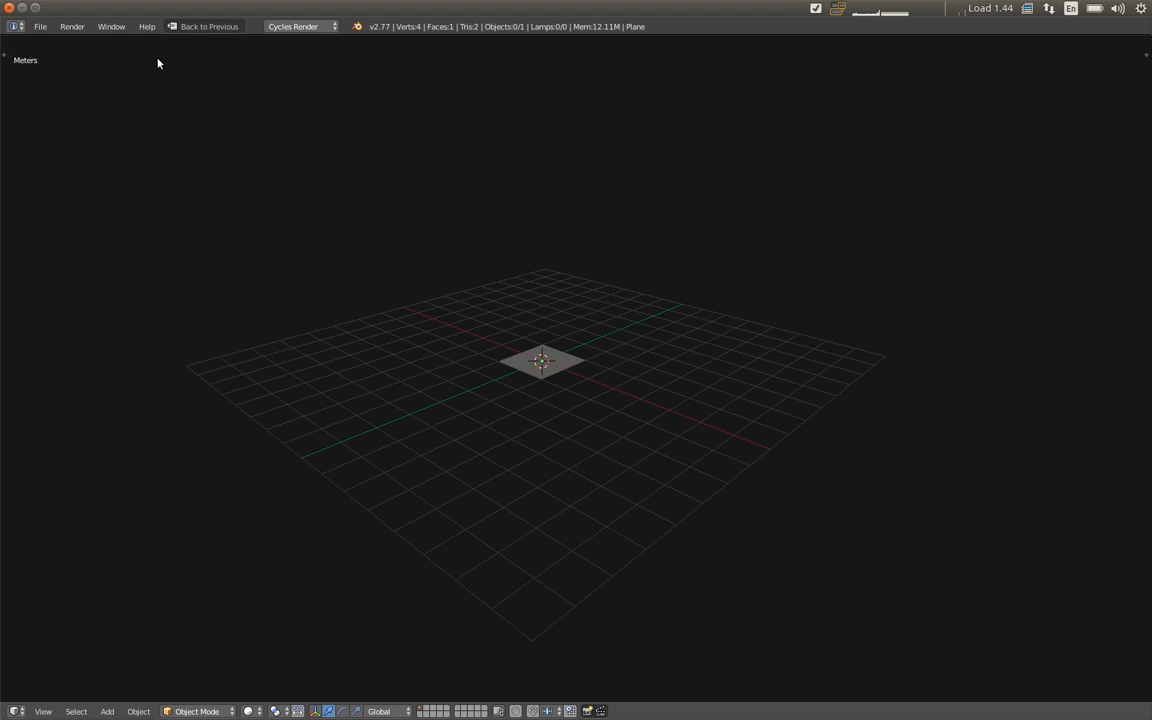 Load 1.44 En
File Render Window Help Back to Previous Cycles Render v2.77 | Verts:4 | Faces:1 | Tris:2 | Objects:0/1 | Lamps:0/0 | Mem:12.11M | Plane
Meters
View Select Add Object Object Mode Global